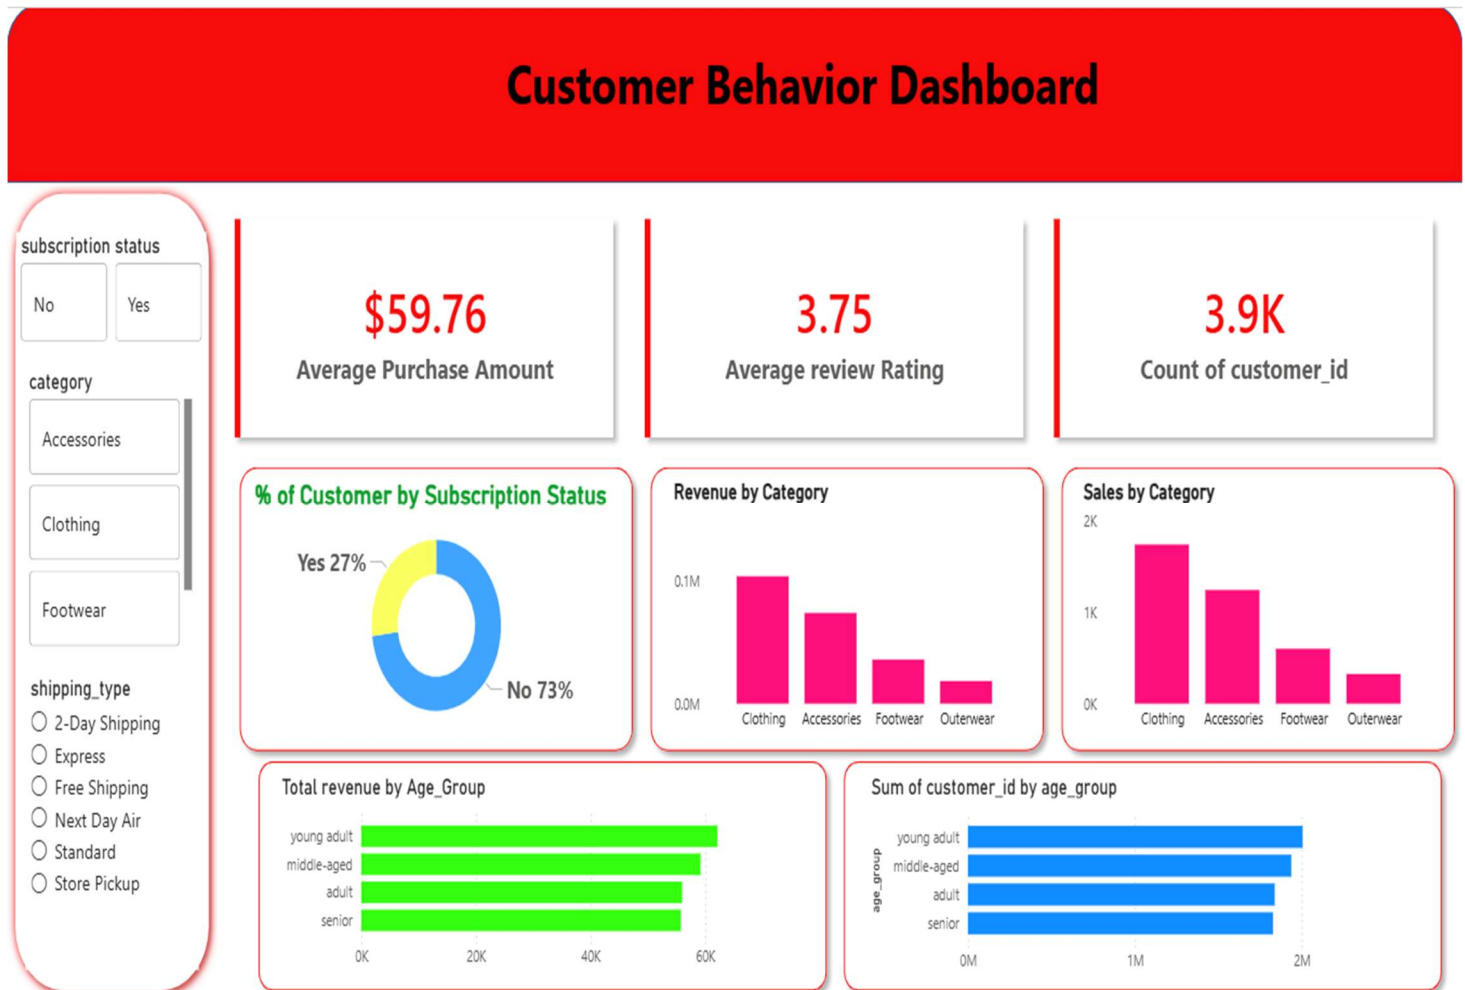 Customer Behavior Dashboard
subscription status
No
Yes
category
Accessories
Clothing
Footwear
shipping_type
2-Day Shipping
Express
Free Shipping
Next Day Air
Standard
Store Pickup
$59.76
Average Purchase Amount
3.75
Average review Rating
3.9K
Count of customer_id
% of Customer by Subscription Status
Yes 27%
No 73%
Revenue by Category
0.1M
0.0M
Clothing Accessories Footwear Outerwear
Sales by Category
2K
1K
0K
Clothing Accessories Footwear Outerwear
Total revenue by Age_Group
young adult
middle-aged
adult
senior
0K 20K 40K 60K
Sum of customer_id by age_group
age_group
young adult
middle-aged
adult
senior
0M 1M 2M